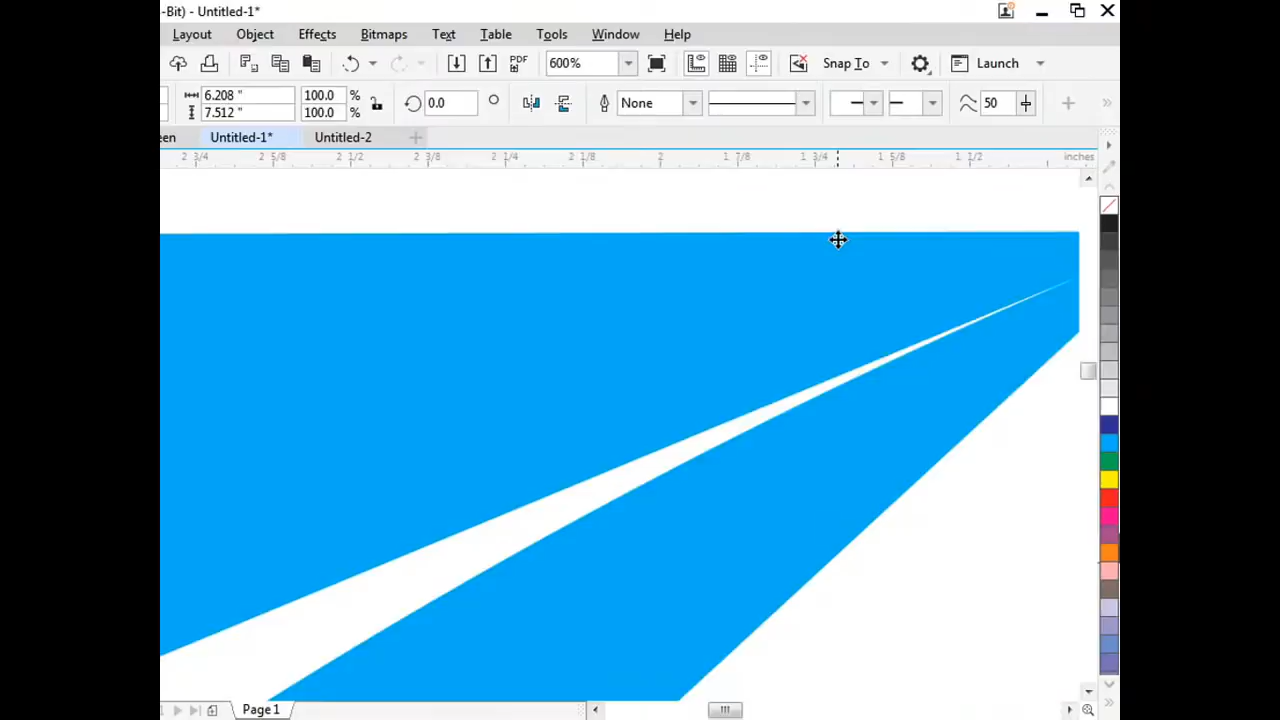 -Bit) - Untitled-1*
Layout Object Effects Bitmaps Text Table Tools Window Help
PDF 600% Snap To Launch
6.208 " 100.0 %
7.512 " 100.0 %
0.0 None 50
een Untitled-1* Untitled-2
2 3/4 2 5/8 2 1/2 2 3/8 2 1/4 2 1/8 2 1 7/8 1 3/4 1 5/8 1 1/2 inches
Page 1